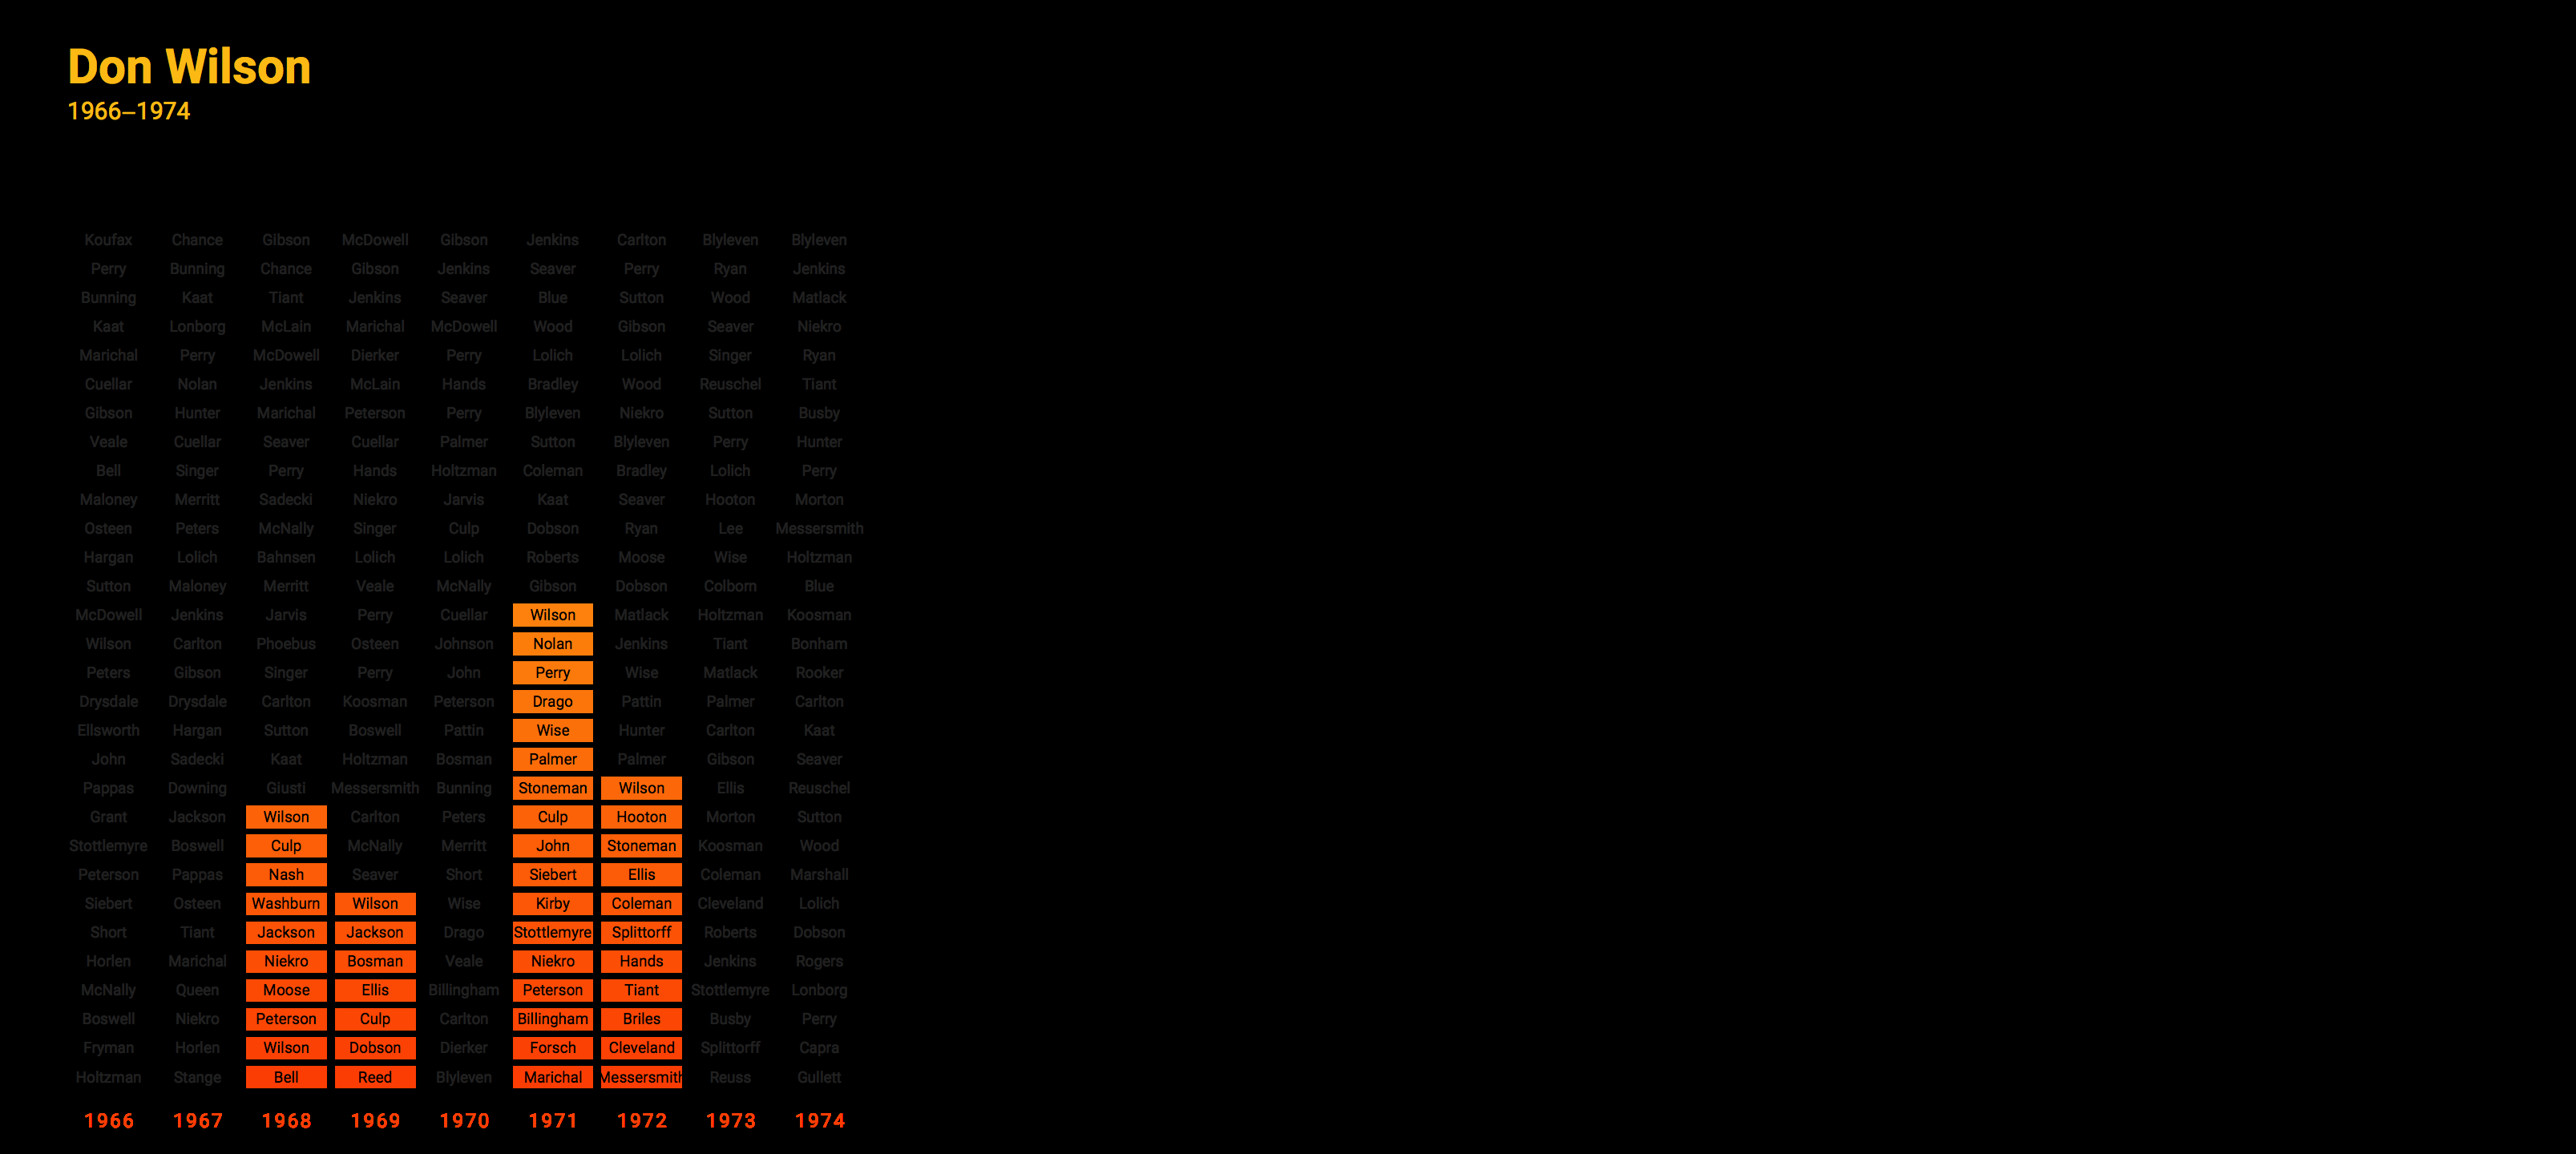 Don Wilson
1966–1974
Koufax Chance Gibson McDowell Gibson Jenkins Carlton Blyleven Blyleven
Perry Bunning Chance Gibson Jenkins Seaver Perry Ryan Jenkins
Bunning Kaat Tiant Jenkins Seaver Blue Sutton Wood Matlack
Kaat Lonborg McLain Marichal McDowell Wood Gibson Seaver Niekro
Marichal Perry McDowell Dierker Perry Lolich Lolich Singer Ryan
Cuellar Nolan Jenkins McLain Hands Bradley Wood Reuschel Tiant
Gibson Hunter Marichal Peterson Perry Blyleven Niekro Sutton Busby
Veale Cuellar Seaver Cuellar Palmer Sutton Blyleven Perry Hunter
Bell Singer Perry Hands Holtzman Coleman Bradley Lolich Perry
Maloney Merritt Sadecki Niekro Jarvis Kaat Seaver Hooton Morton
Osteen Peters McNally Singer Culp Dobson Ryan Lee Messersmith
Hargan Lolich Bahnsen Lolich Lolich Roberts Moose Wise Holtzman
Sutton Maloney Merritt Veale McNally Gibson Dobson Colborn Blue
McDowell Jenkins Jarvis Perry Cuellar Wilson Matlack Holtzman Koosman
Wilson Carlton Phoebus Osteen Johnson Nolan Jenkins Tiant Bonham
Peters Gibson Singer Perry John Perry Wise Matlack Rooker
Drysdale Drysdale Carlton Koosman Peterson Drago Pattin Palmer Carlton
Ellsworth Hargan Sutton Boswell Pattin Wise Hunter Carlton Kaat
John Sadecki Kaat Holtzman Bosman Palmer Palmer Gibson Seaver
Pappas Downing Giusti Messersmith Bunning Stoneman Wilson Ellis Reuschel
Grant Jackson Wilson Carlton Peters Culp Hooton Morton Sutton
Stottlemyre Boswell Culp McNally Merritt John Stoneman Koosman Wood
Peterson Pappas Nash Seaver Short Siebert Ellis Coleman Marshall
Siebert Osteen Washburn Wilson Wise Kirby Coleman Cleveland Lolich
Short Tiant Jackson Jackson Drago Stottlemyre Splittorff Roberts Dobson
Horlen Marichal Niekro Bosman Veale Niekro Hands Jenkins Rogers
McNally Queen Moose Ellis Billingham Peterson Tiant Stottlemyre Lonborg
Boswell Niekro Peterson Culp Carlton Billingham Briles Busby Perry
Fryman Horlen Wilson Dobson Dierker Forsch Cleveland Splittorff Capra
Holtzman Stange Bell Reed Blyleven Marichal Messersmith Reuss Gullett
1966 1967 1968 1969 1970 1971 1972 1973 1974